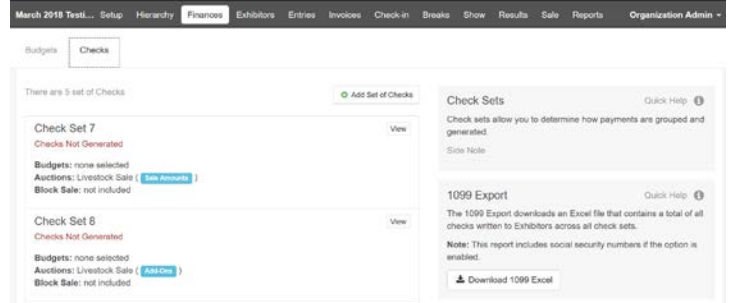 March 2018 Testi... Setup Hierarchy Finances Exhibitors Entries Invoices Check-in Breaks Show Results Sale Reports Organization Admin
Budgets Checks
There are 5 set of Checks
Add Set of Checks
Check Set 7
View
Checks Not Generated
Budgets: none selected
Auctions: Livestock Sale ( Sale Amounts )
Block Sale: not included
Check Set 8
View
Checks Not Generated
Budgets: none selected
Auctions: Livestock Sale ( Add-Ons )
Block Sale: not included
Check Sets
Quick Help
Check sets allow you to determine how payments are grouped and
generated.
Side Note
1099 Export
Quick Help
The 1099 Export downloads an Excel file that contains a total of all
checks written to Exhibitors across all check sets.
Note: This report includes social security numbers if the option is
enabled.
Download 1099 Excel